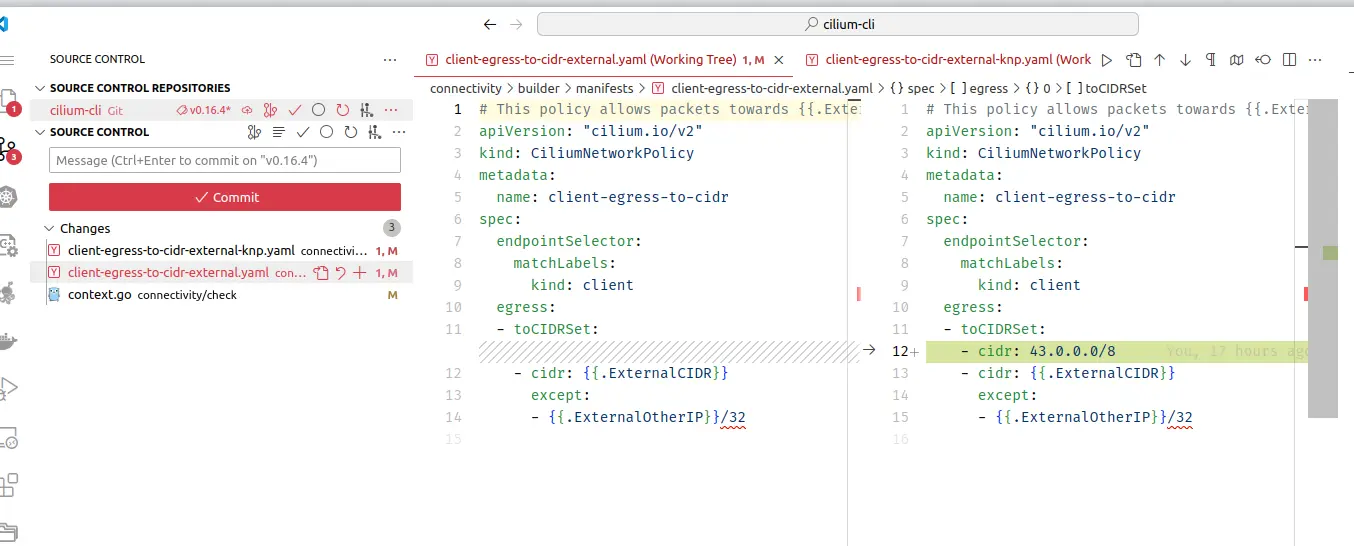 cilium-cli
SOURCE CONTROL
SOURCE CONTROL REPOSITORIES
cilium-cli Git v0.16.4*
SOURCE CONTROL
Message (Ctrl+Enter to commit on "v0.16.4")
Commit
Changes 3
client-egress-to-cidr-external-knp.yaml connectivi... 1, M
client-egress-to-cidr-external.yaml con... 1, M
context.go connectivity/check M
1
3
client-egress-to-cidr-external.yaml (Working Tree) 1, M
client-egress-to-cidr-external-knp.yaml (Work
connectivity > builder > manifests > client-egress-to-cidr-external.yaml > {} spec > [ ] egress > {} 0 > [ ] toCIDRSet
1 # This policy allows packets towards {{.Exter
2 apiVersion: "cilium.io/v2"
3 kind: CiliumNetworkPolicy
4 metadata:
5 name: client-egress-to-cidr
6 spec:
7 endpointSelector:
8 matchLabels:
9 kind: client
10 egress:
11 - toCIDRSet:
12 - cidr: {{.ExternalCIDR}}
13 except:
14 - {{.ExternalOtherIP}}/32
15
1 # This policy allows packets towards {{.Exter
2 apiVersion: "cilium.io/v2"
3 kind: CiliumNetworkPolicy
4 metadata:
5 name: client-egress-to-cidr
6 spec:
7 endpointSelector:
8 matchLabels:
9 kind: client
10 egress:
11 - toCIDRSet:
12+ - cidr: 43.0.0.0/8 You, 17 hours ago
13 - cidr: {{.ExternalCIDR}}
14 except:
15 - {{.ExternalOtherIP}}/32
16